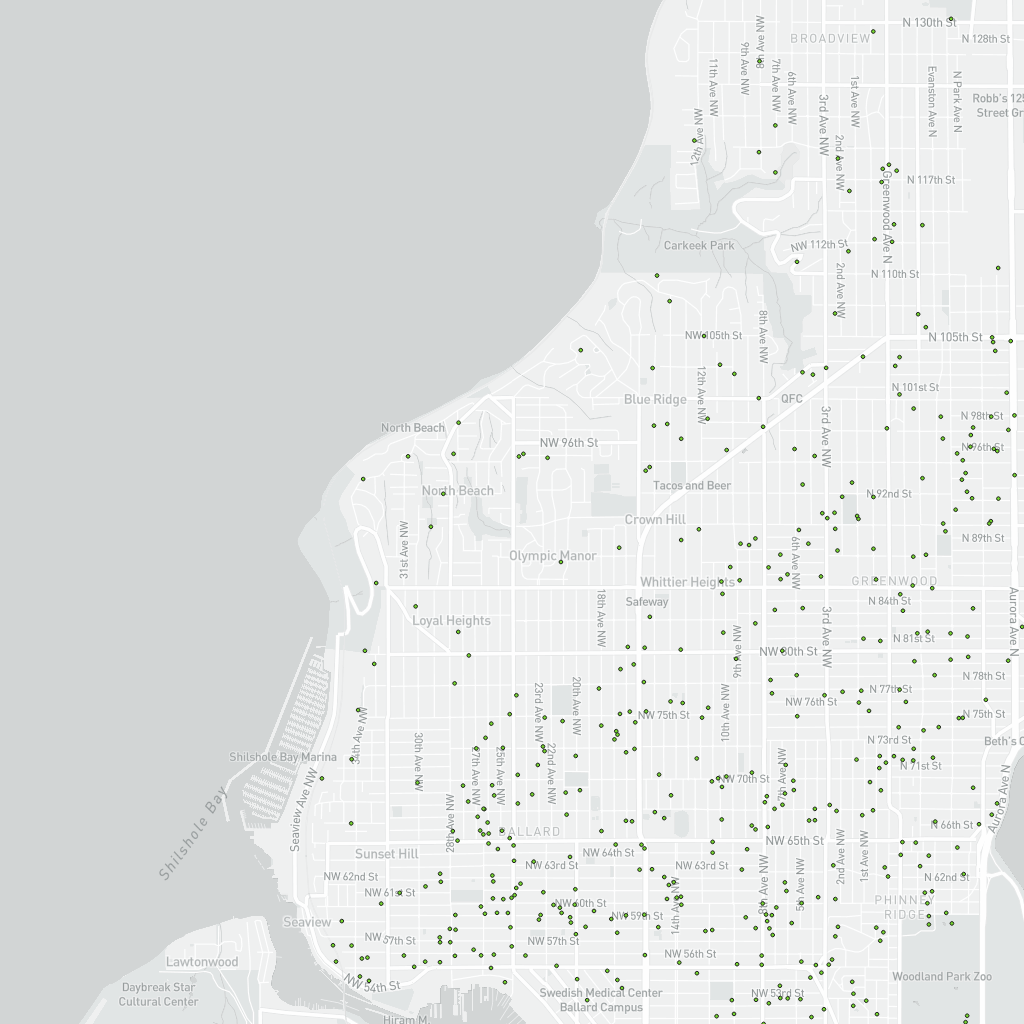 N 130th St
BROADVIEW
N 128th St
8th Ave NW
9th Ave NW
7th Ave NW
11th Ave NW
6th Ave NW
1st Ave NW
Evanston Ave N
N Park Ave N
3rd Ave NW
12th Ave NW
2nd Ave NW
N 117th St
Greenwood Ave N
Carkeek Park
NW 112th St
N 110th St
2nd Ave NW
NW 105th St
8th Ave NW
N 105th St
12th Ave NW
N 101st St
Blue Ridge
QFC
N 98th St
North Beach
NW 96th St
3rd Ave NW
N 96th St
North Beach
Tacos and Beer
N 92nd St
Crown Hill
N 89th St
31st Ave NW
Olympic Manor
6th Ave NW
Whittier Heights
GREENWOOD
Safeway
18th Ave NW
N 84th St
Aurora Ave N
Loyal Heights
3rd Ave NW
N 81st St
9th Ave NW
NW 80th St
N 78th St
N 77th St
23rd Ave NW
20th Ave NW
10th Ave NW
NW 76th St
34th Ave NW
NW 75th St
N 75th St
30th Ave NW
27th Ave NW
25th Ave NW
22nd Ave NW
N 73rd St
Shilshole Bay Marina
7th Ave NW
N 71st St
NW 70th St
Seaview Ave NW
Shilshole Bay
28th Ave NW
Aurora Ave N
N 66th St
BALLARD
NW 65th St
Sunset Hill
NW 64th St
2nd Ave NW
1st Ave NW
NW 63rd St
NW 63rd St
NW 62nd St
N 62nd St
NW 61st St
8th Ave NW
5th Ave NW
14th Ave NW
NW 60th St
PHINNEY
RIDGE
NW 59th St
Seaview
NW 57th St
NW 57th St
Lawtonwood
NW 56th St
Woodland Park Zoo
NW 54th St
Daybreak Star
Cultural Center
Swedish Medical Center
Ballard Campus
NW 53rd St
Hiram M.